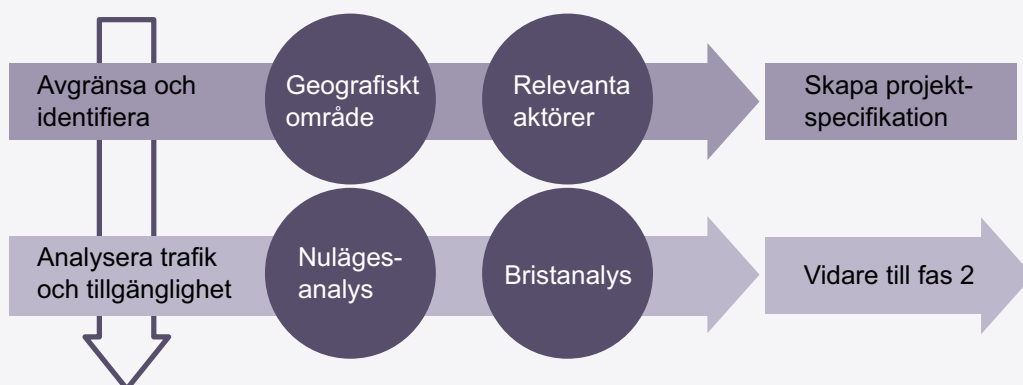 Avgränsa och
identifiera
Geografiskt
område
Relevanta
aktörer
Skapa projekt-
specifikation
Analysera trafik
och tillgänglighet
Nuläges-
analys
Bristanalys
Vidare till fas 2